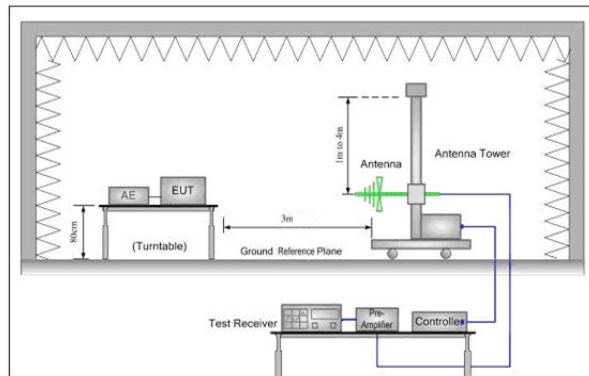 1m to 4m
Antenna
Antenna Tower
AE
EUT
80cm
(Turntable)
3m
Ground Reference Plane
Test Receiver
Pre-
Amplifier
Controller